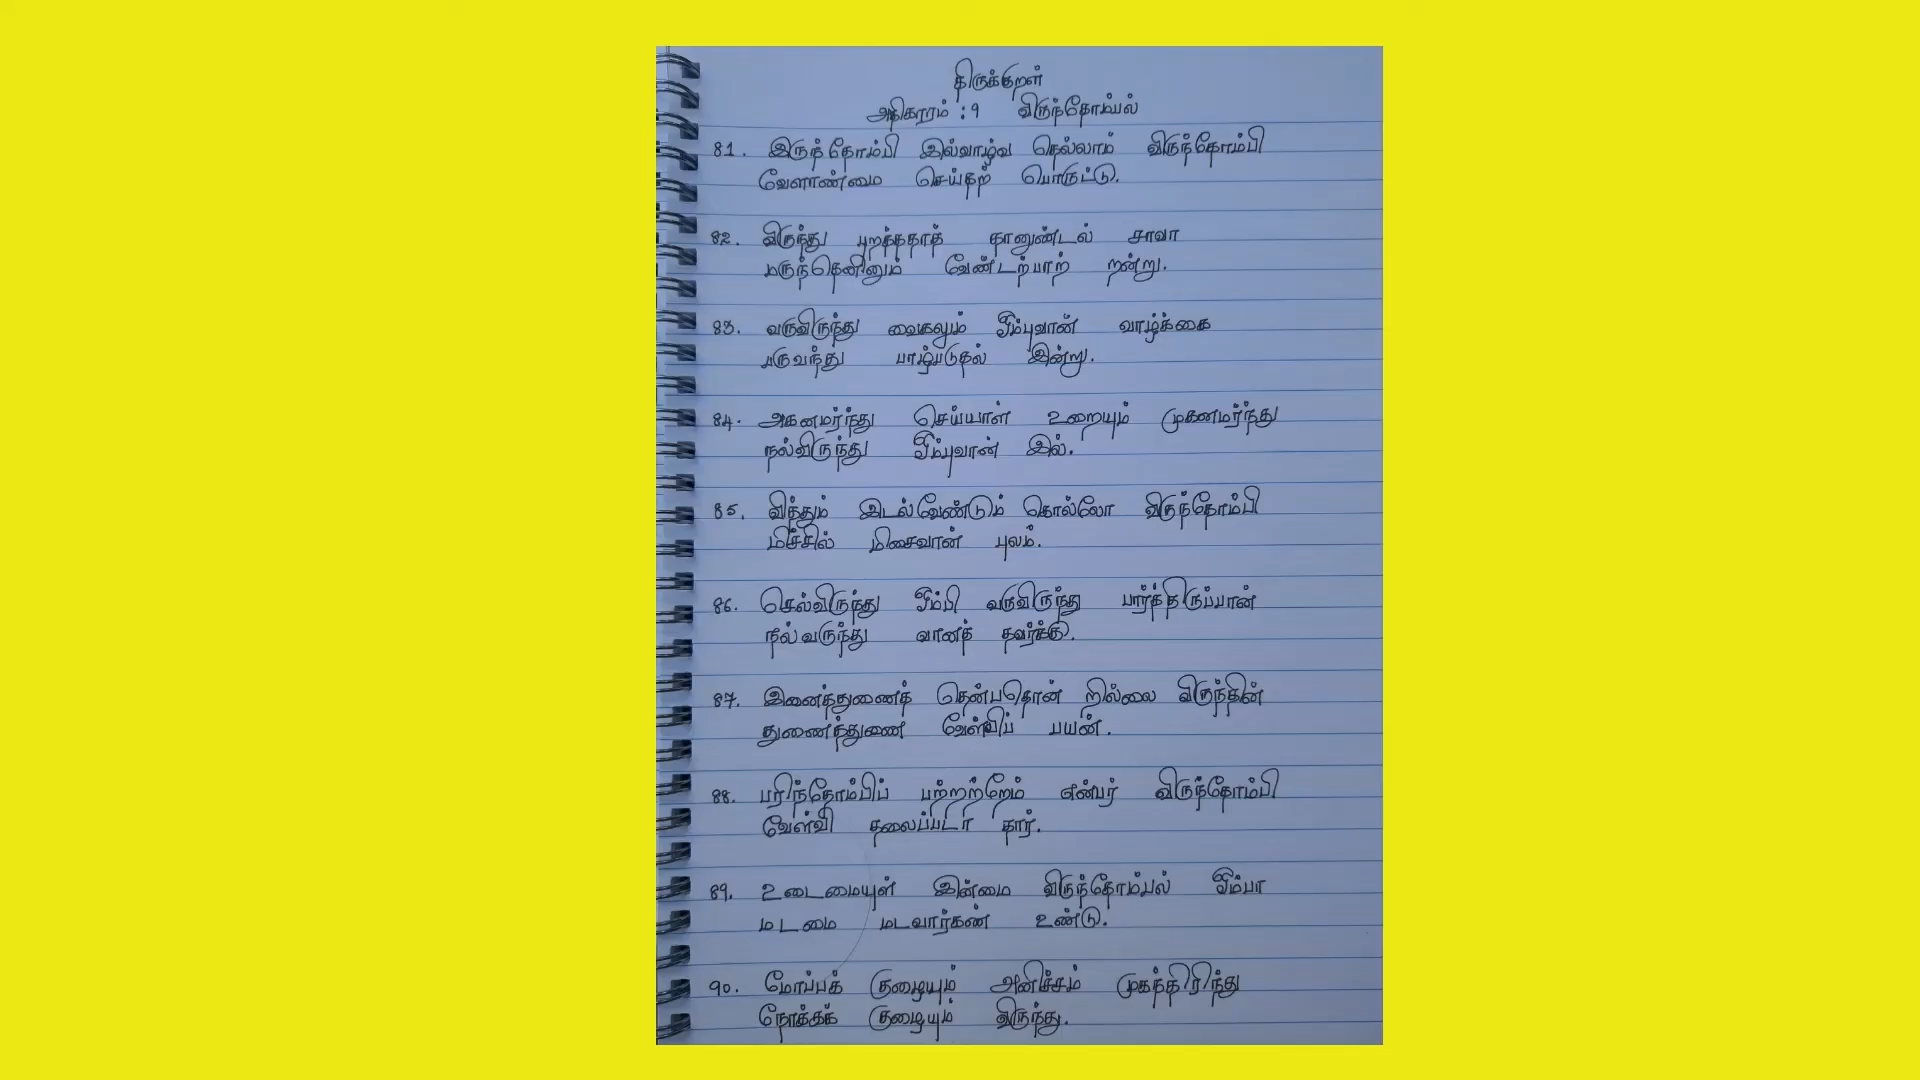 திருக்குறள்
அதிகாரம் : 9 விருந்தோம்பல்
81. இருந்தோம்பி இல்வாழ்வ தெல்லாம் விருந்தோம்பி
வேளாண்மை செய்தற் பொருட்டு.
82. விருந்து புறத்ததாத் தானுண்டல் சாவா
மருந்தெனினும் வேண்டற்பாற் றன்று.
83. வருவிருந்து வைகலும் ஓம்புவான் வாழ்க்கை
பருவந்து பாழ்படுதல் இன்று.
84. அகனமர்ந்து செய்யாள் உறையும் முகனமர்ந்து
நல்விருந்து ஓம்புவான் இல்.
85. வித்தும் இடல்வேண்டும் கொல்லோ விருந்தோம்பி
மிச்சில் மிசைவான் புலம்.
86. செல்விருந்து ஓம்பி வருவிருந்து பார்த்திருப்பான்
நல்வருந்து வானத் தவர்க்கு.
87. இனைத்துணைத் தென்பதொன் றில்லை விருந்தின்
துணைத்துணை வேள்விப் பயன்.
88. பரிந்தோம்பிப் பற்றற்றேம் என்பர் விருந்தோம்பி
வேள்வி தலைப்படா தார்.
89. உடைமையுள் இன்மை விருந்தோம்பல் ஓம்பா
மடமை மடவார்கண் உண்டு.
90. மோப்பக் குழையும் அனிச்சம் முகந்திரிந்து
நோக்கக் குழையும் விருந்து.